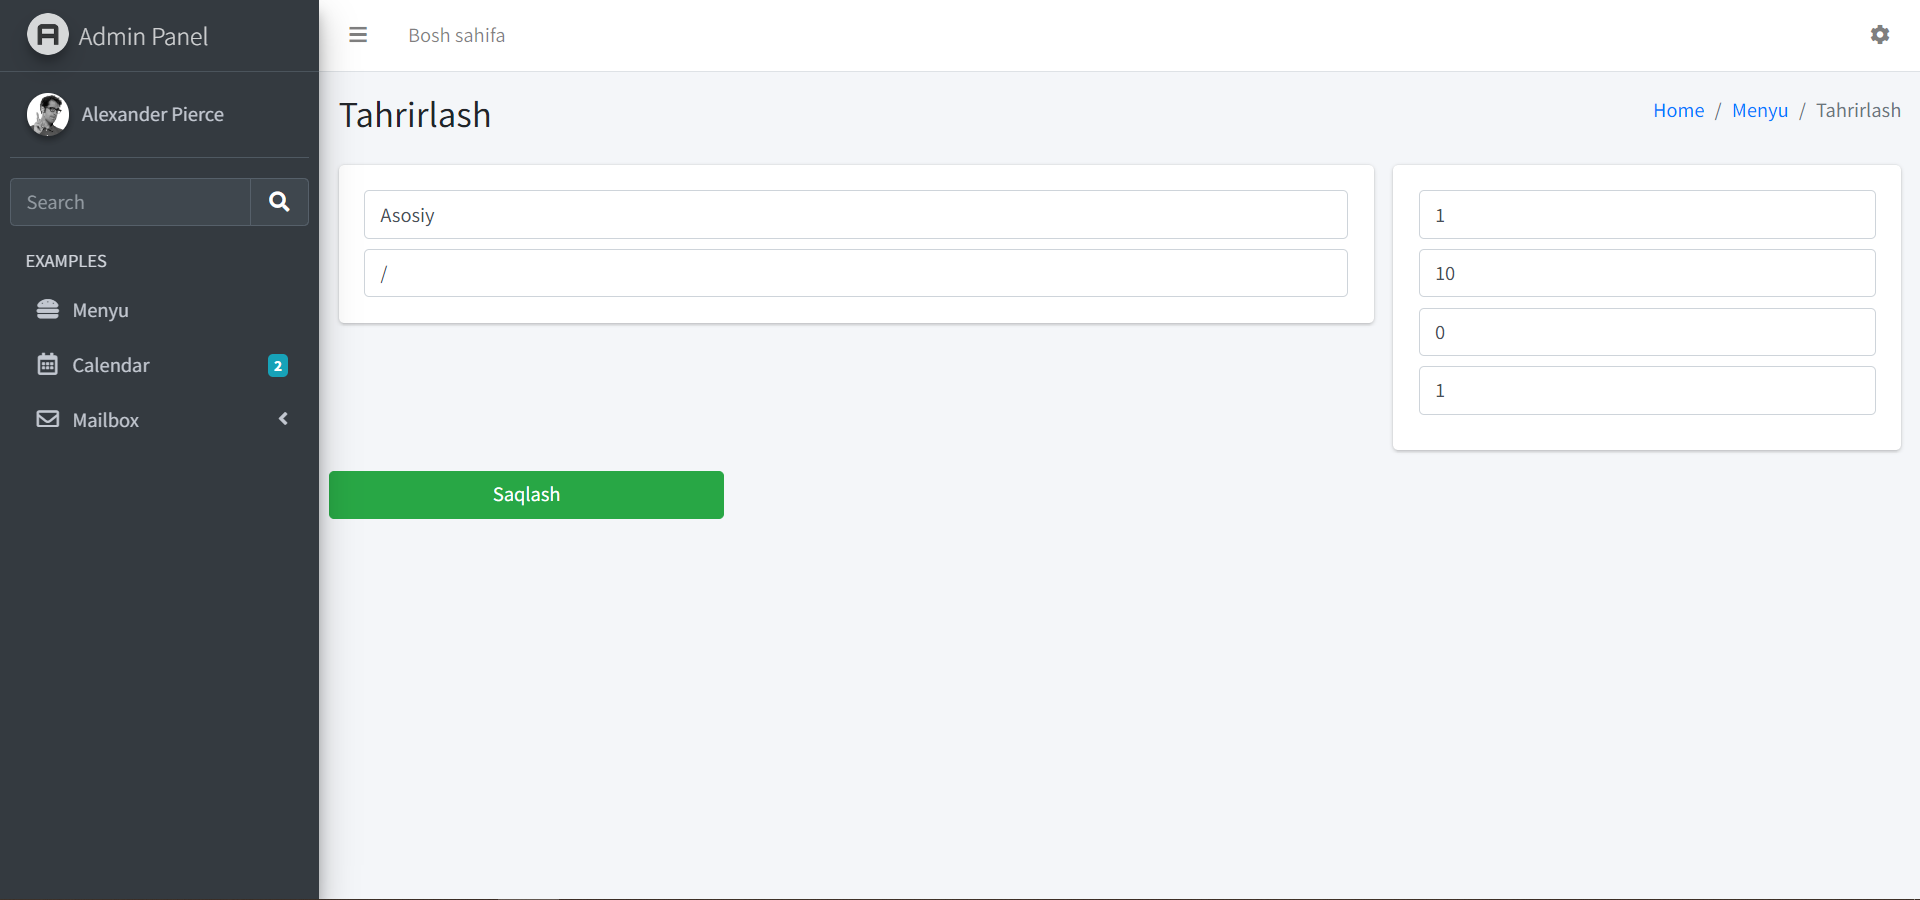 Admin Panel
Alexander Pierce
Search
EXAMPLES
Menyu
Calendar 2
Mailbox
Bosh sahifa
Tahrirlash
Home / Menyu / Tahrirlash
Asosiy
/
1
10
0
1
Saqlash